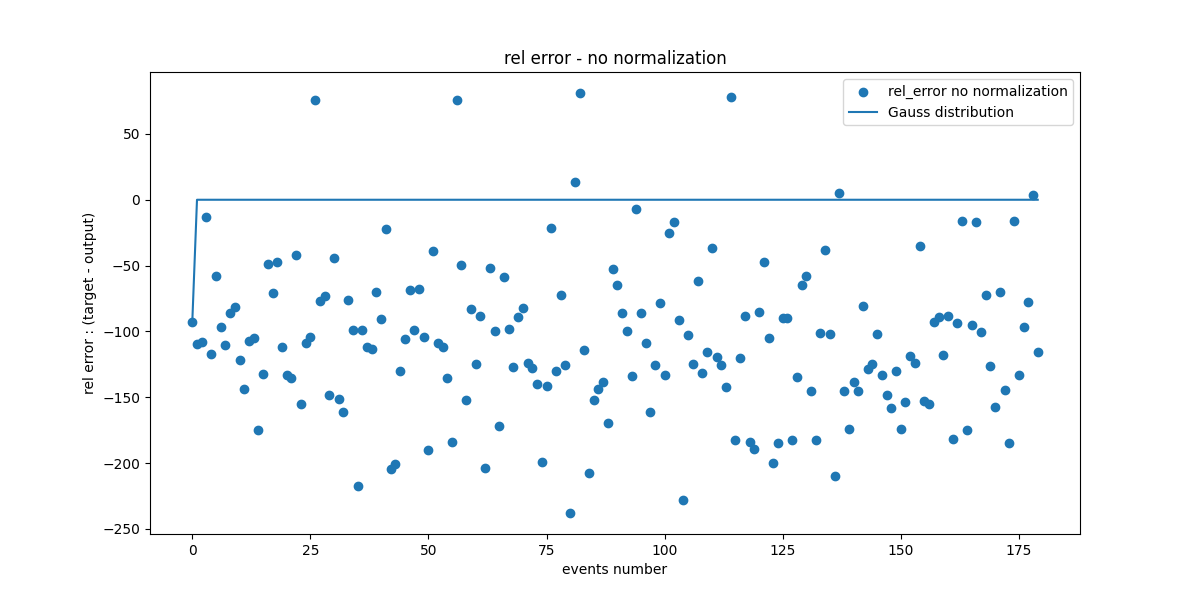 rel error - no normalization
rel_error no normalization
Gauss distribution
50
0
−50
−100
−150
−200
−250
rel error : (target - output)
0 25 50 75 100 125 150 175
events number